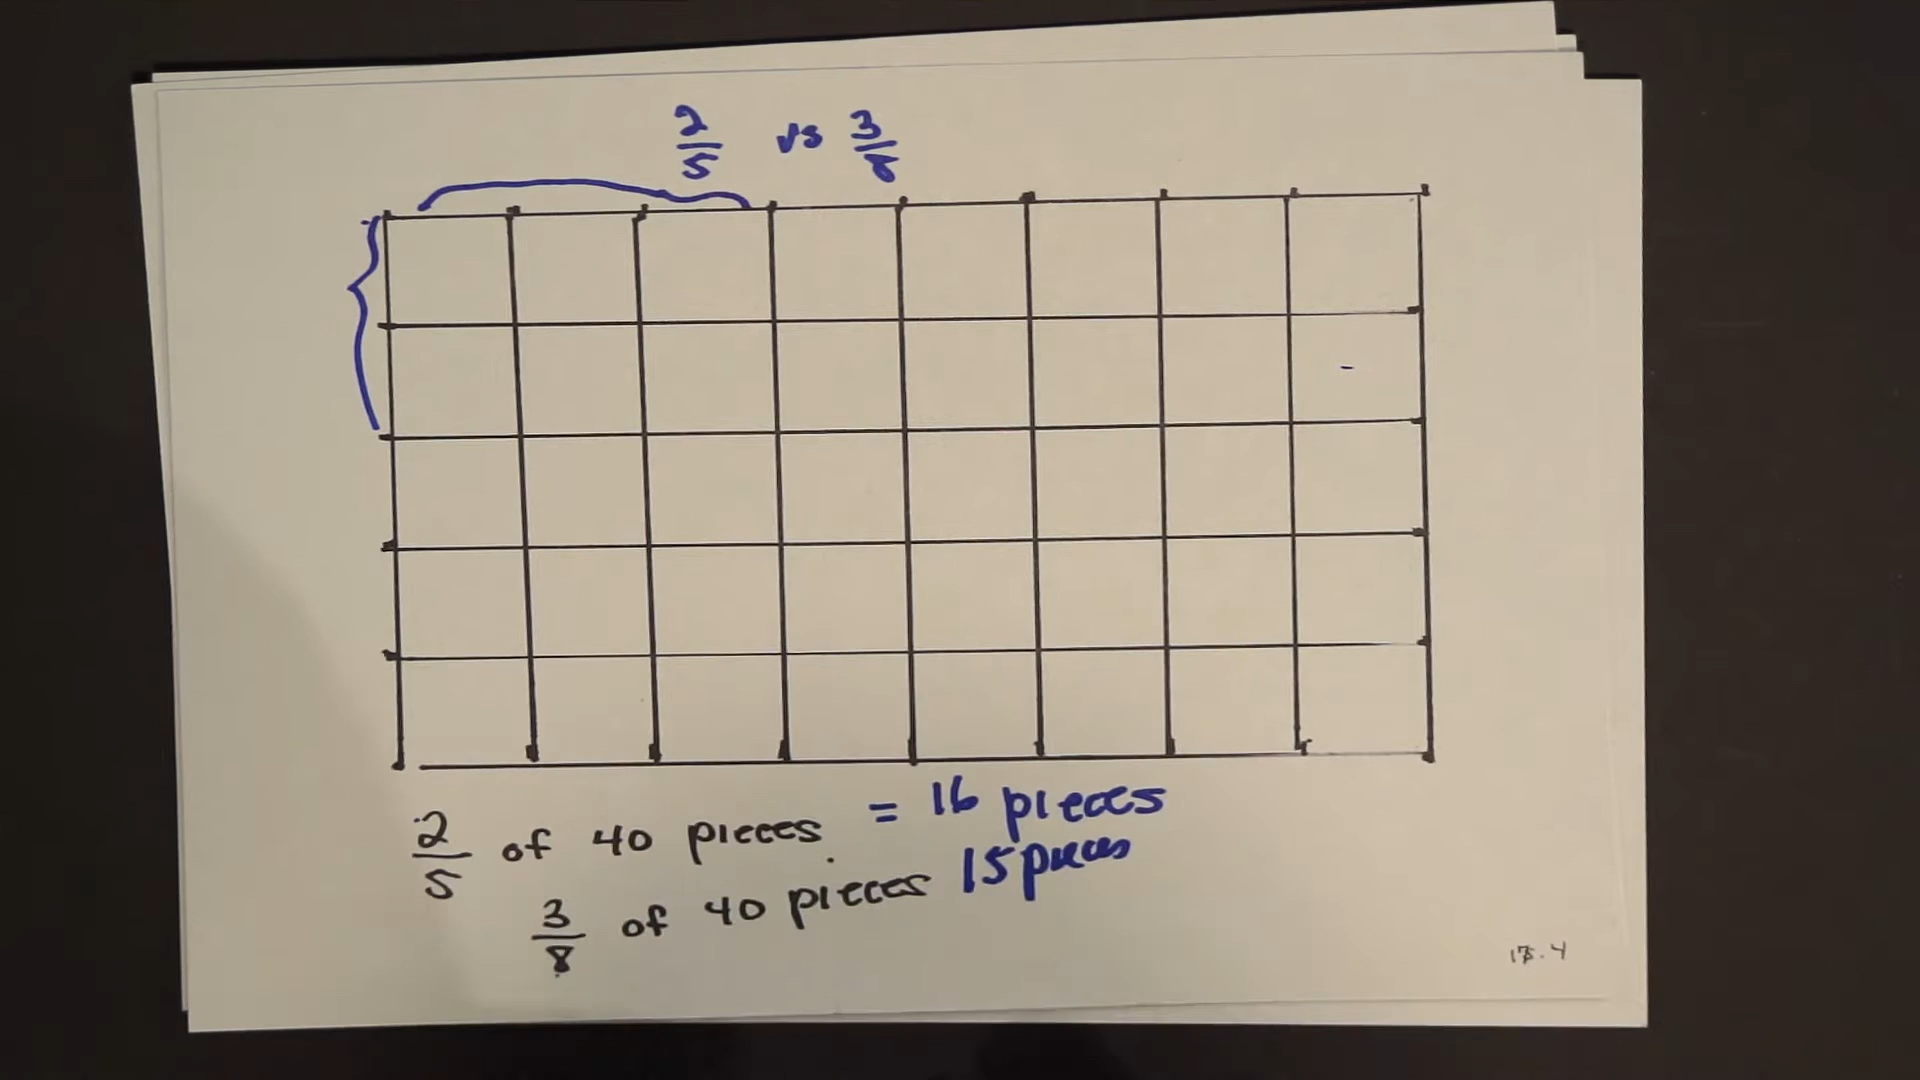 2/5 vs 3/8
2/5 of 40 pieces = 16 pieces
3/8 of 40 pieces 15 pieces